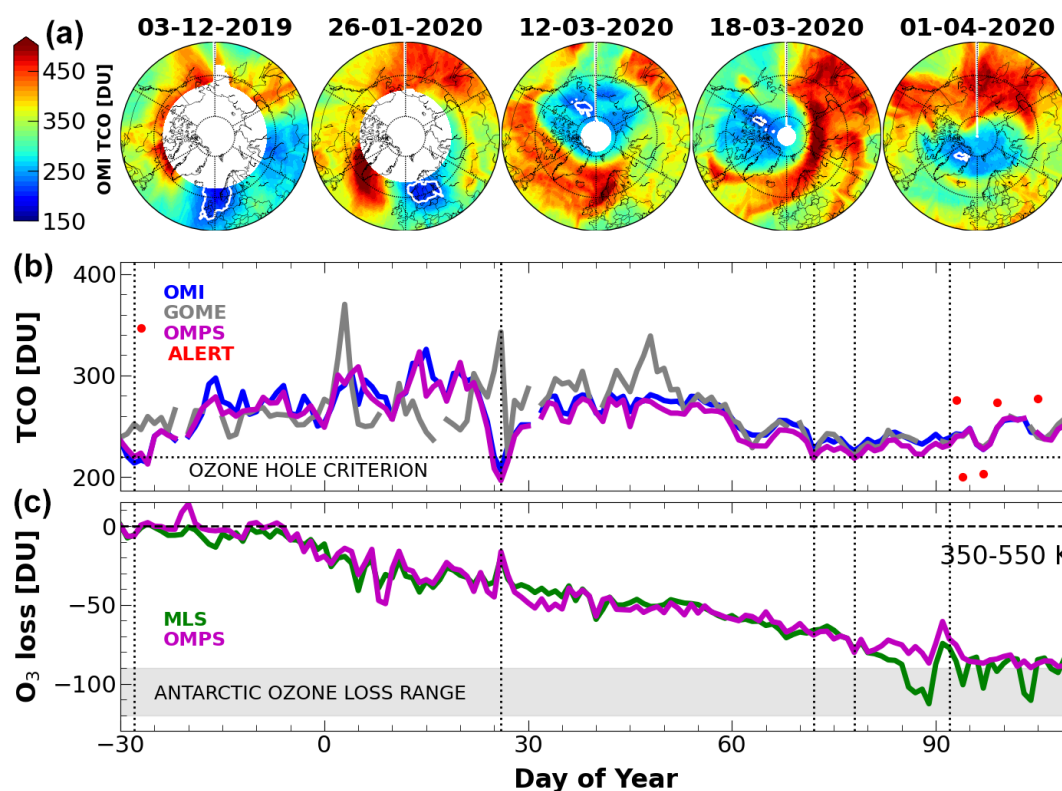 (a)
03-12-2019 26-01-2020 12-03-2020 18-03-2020 01-04-2020
OMI TCO [DU]
450
350
250
150
(b)
TCO [DU]
400
300
200
OMI
GOME
OMPS
ALERT
OZONE HOLE CRITERION
(c)
O₃ loss [DU]
0
−50
−100
350-550 K
MLS
OMPS
ANTARCTIC OZONE LOSS RANGE
−30 0 30 60 90
Day of Year